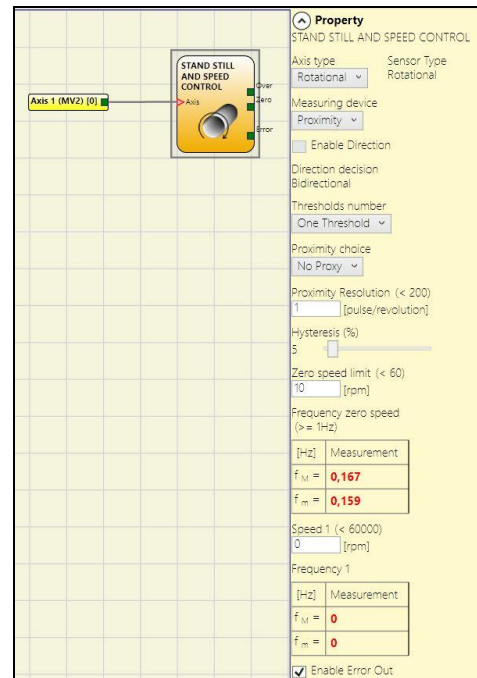 Property
STAND STILL AND SPEED CONTROL
Axis type Sensor Type
Rotational Rotational
Measuring device
Proximity
Enable Direction
Direction decision
Bidirectional
Thresholds number
One Threshold
Proximity choice
No Proxy
Proximity Resolution (< 200)
1 [pulse/revolution]
Hysteresis (%)
5
Zero speed limit (< 60)
10 [rpm]
Frequency zero speed
(>= 1Hz)
[Hz] Measurement
f M = 0,167
f m = 0,159
Speed 1 (< 60000)
0 [rpm]
Frequency 1
[Hz] Measurement
f M = 0
f m = 0
Enable Error Out
Axis 1 (MV2) [0]
STAND STILL
AND SPEED
CONTROL
Axis
Over
Zero
Error